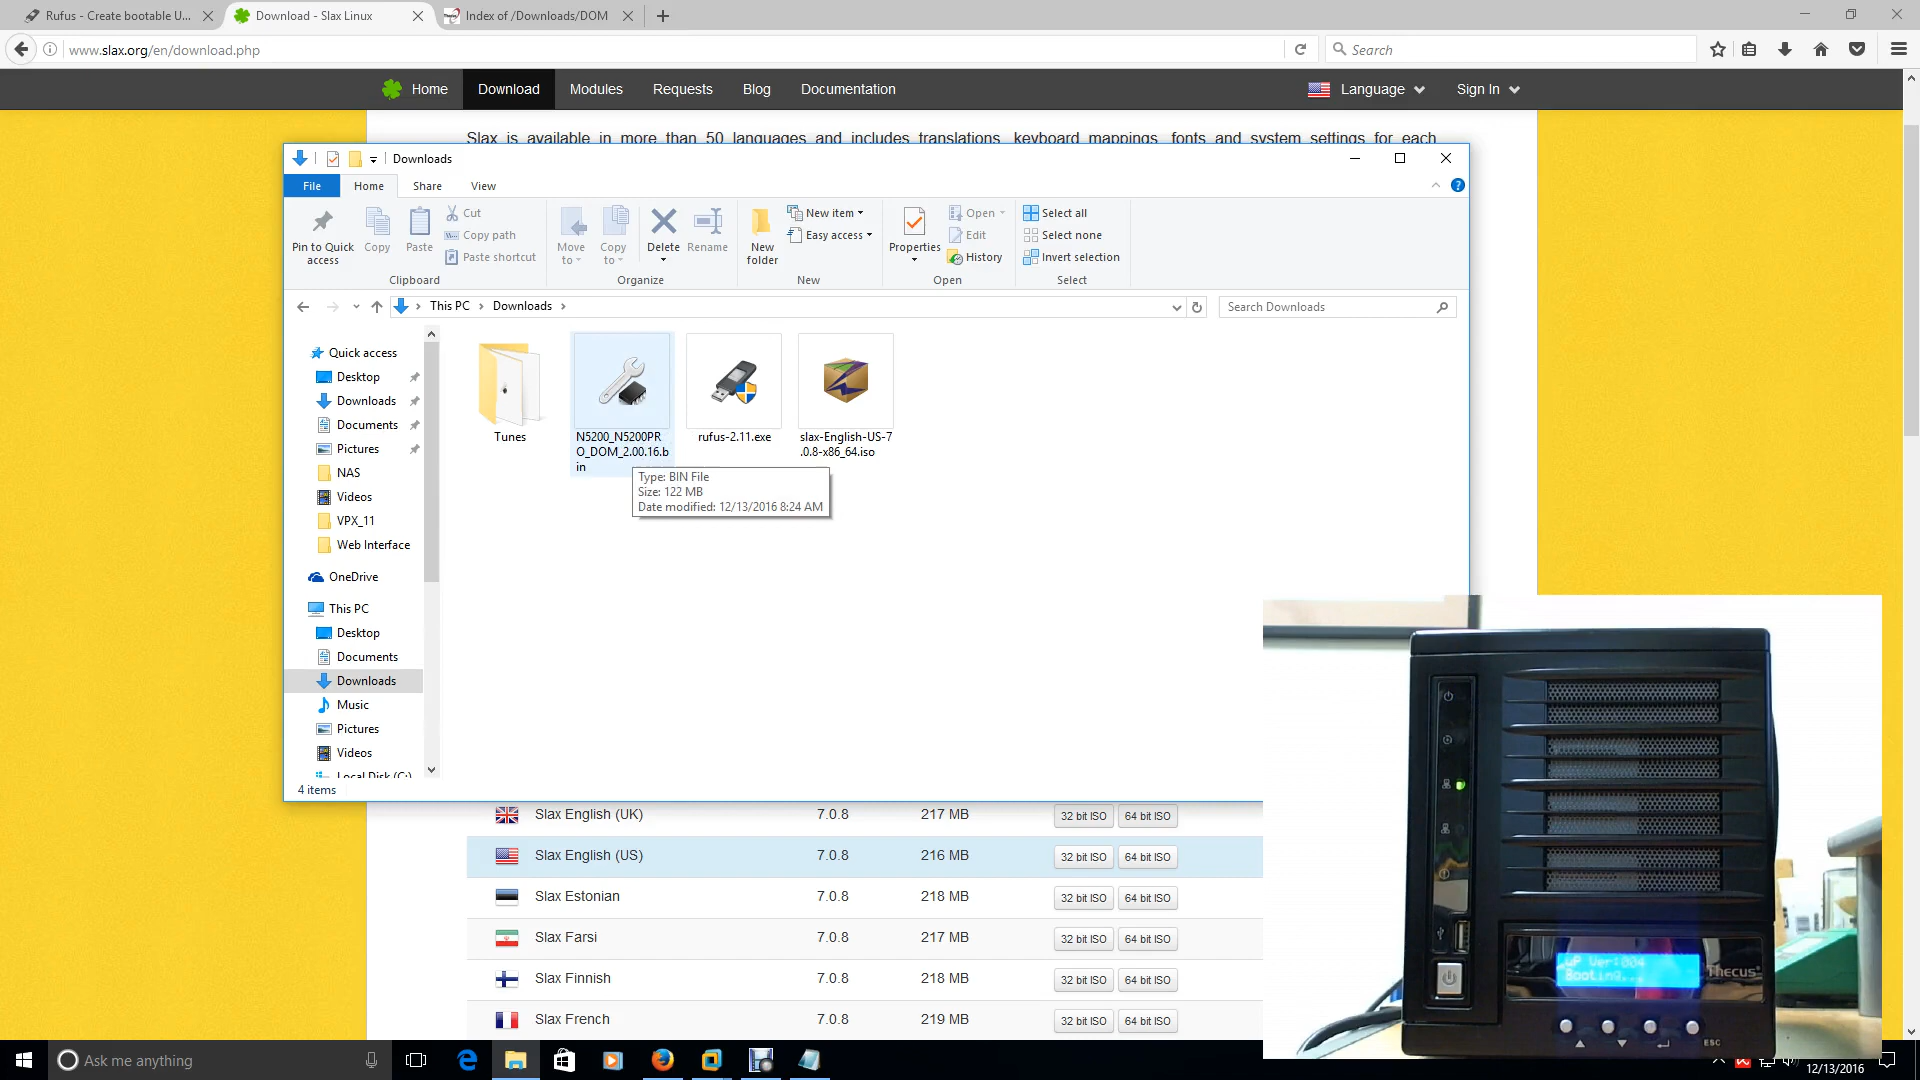 Rufus - Create bootable U...
Download - Slax Linux
Index of /Downloads/DOM
www.slax.org/en/download.php
Search
Home
Download
Modules
Requests
Blog
Documentation
Language
Sign In
Slax is available in more than 50 languages and includes translations, keyboard mappings, fonts and system settings for each
Downloads
File
Home
Share
View
Pin to Quick access
Copy
Paste
Cut
Copy path
Paste shortcut
Clipboard
Move to
Copy to
Delete
Rename
Organize
New folder
New item
Easy access
New
Properties
Open
Edit
History
Open
Select all
Select none
Invert selection
Select
This PC
Downloads
Search Downloads
Quick access
Desktop
Downloads
Documents
Pictures
NAS
Videos
VPX_11
Web Interface
OneDrive
This PC
Desktop
Documents
Downloads
Music
Pictures
Videos
Local Disk (C:)
Tunes
N5200_N5200PR
O_DOM_2.00.16.b
in
rufus-2.11.exe
slax-English-US-7
.0.8-x86_64.iso
Type: BIN File
Size: 122 MB
Date modified: 12/13/2016 8:24 AM
4 items
Slax English (UK) 7.0.8 217 MB 32 bit ISO 64 bit ISO
Slax English (US) 7.0.8 216 MB 32 bit ISO 64 bit ISO
Slax Estonian 7.0.8 218 MB 32 bit ISO 64 bit ISO
Slax Farsi 7.0.8 217 MB 32 bit ISO 64 bit ISO
Slax Finnish 7.0.8 218 MB 32 bit ISO 64 bit ISO
Slax French 7.0.8 219 MB 32 bit ISO 64 bit ISO
uP Ver:004
Booting...
Thecus
ESC
Ask me anything
12/13/2016